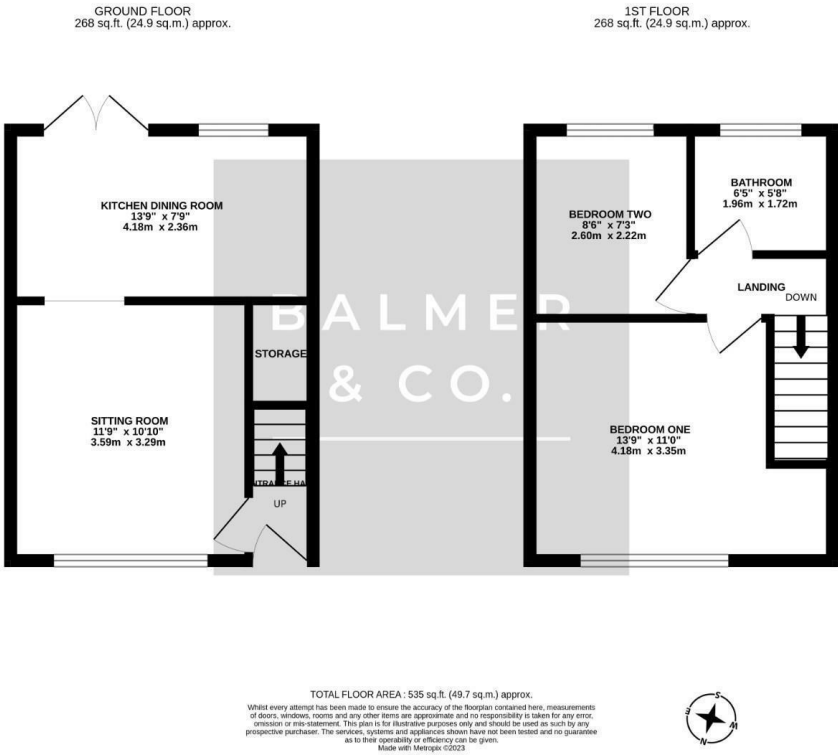 GROUND FLOOR
268 sq.ft. (24.9 sq.m.) approx.
1ST FLOOR
268 sq.ft. (24.9 sq.m.) approx.
KITCHEN DINING ROOM
13'9" x 7'9"
4.18m x 2.36m
BATHROOM
6'5" x 5'8"
1.96m x 1.72m
BEDROOM TWO
8'6" x 7'3"
2.60m x 2.22m
LANDING
DOWN
BALMER
& CO.
STORAGE
SITTING ROOM
11'9" x 10'10"
3.59m x 3.29m
NTRANCE HA
UP
BEDROOM ONE
13'9" x 11'0"
4.18m x 3.35m
TOTAL FLOOR AREA : 535 sq.ft. (49.7 sq.m.) approx.
Whilst every attempt has been made to ensure the accuracy of the floorplan contained here, measurements
of doors, windows, rooms and any other items are approximate and no responsibility is taken for any error,
omission or mis-statement. This plan is for illustrative purposes only and should be used as such by any
prospective purchaser. The services, systems and appliances shown have not been tested and no guarantee
as to their operability or efficiency can be given.
Made with Metropix ©2023
S
E
W
N